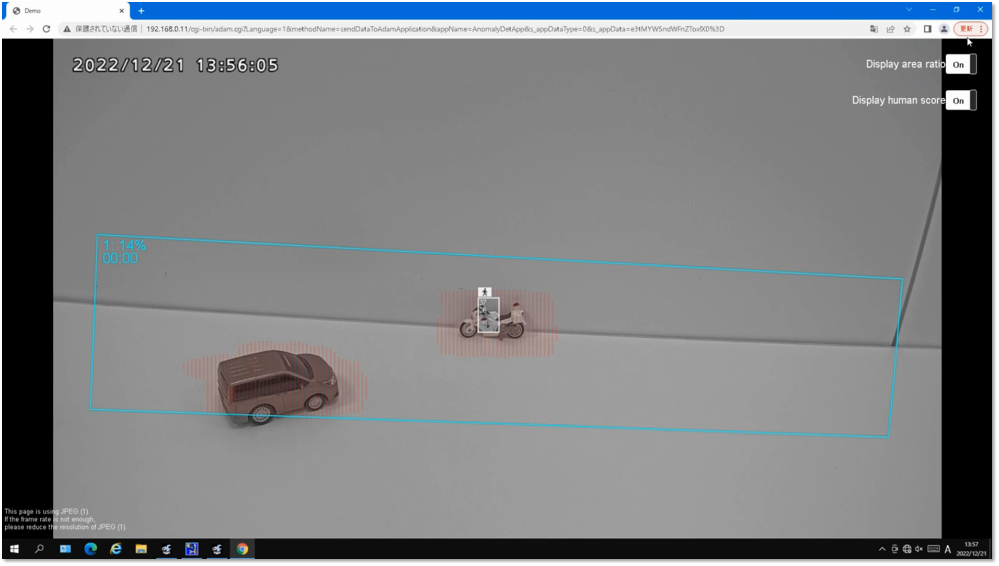 Demo
保護されていない通信
192.168.0.11/cgi-bin/adam.cgi?Language=1&methodName=sendDataToAdamApplication&appName=AnomalyDetApp&s_appDataType=0&s_appData=e3tMYW5ndWFnZToxfX0%3D
更新
2022/12/21 13:56:05
Display area ratio On
Display human score On
1: 14%
00:00
37
26
This page is using JPEG (1).
If the frame rate is not enough,
please reduce the resolution of JPEG (1).
A
13:57
2022/12/21